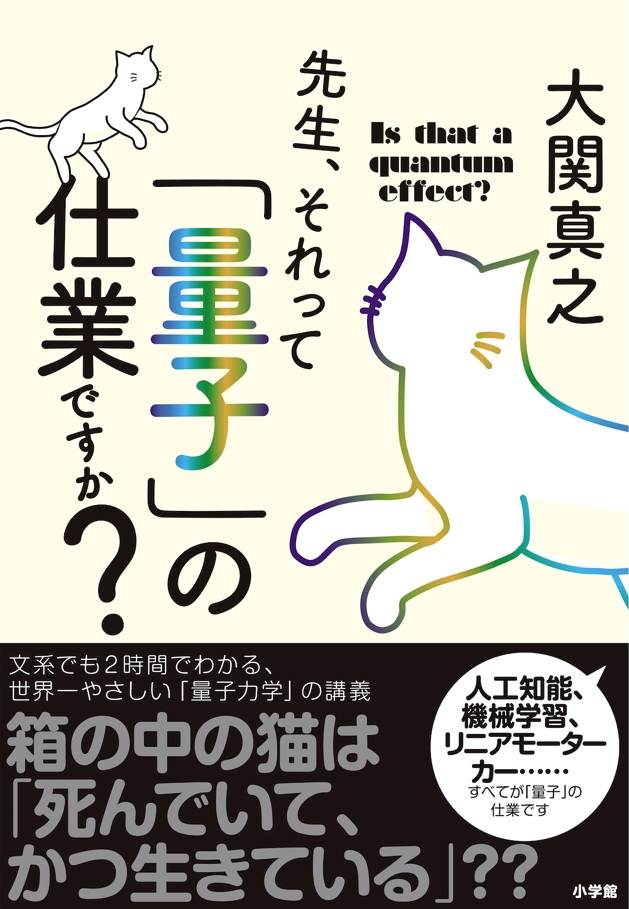 大関真之
Is that a
quantum
effect?
先生、それって
「量子」の
仕業ですか?
文系でも2時間でわかる、
世界一やさしい「量子力学」の講義
箱の中の猫は
「死んでいて、
かつ生きている」??
人工知能、
機械学習、
リニアモーター
カー……
すべてが「量子」の
仕業です
小学館